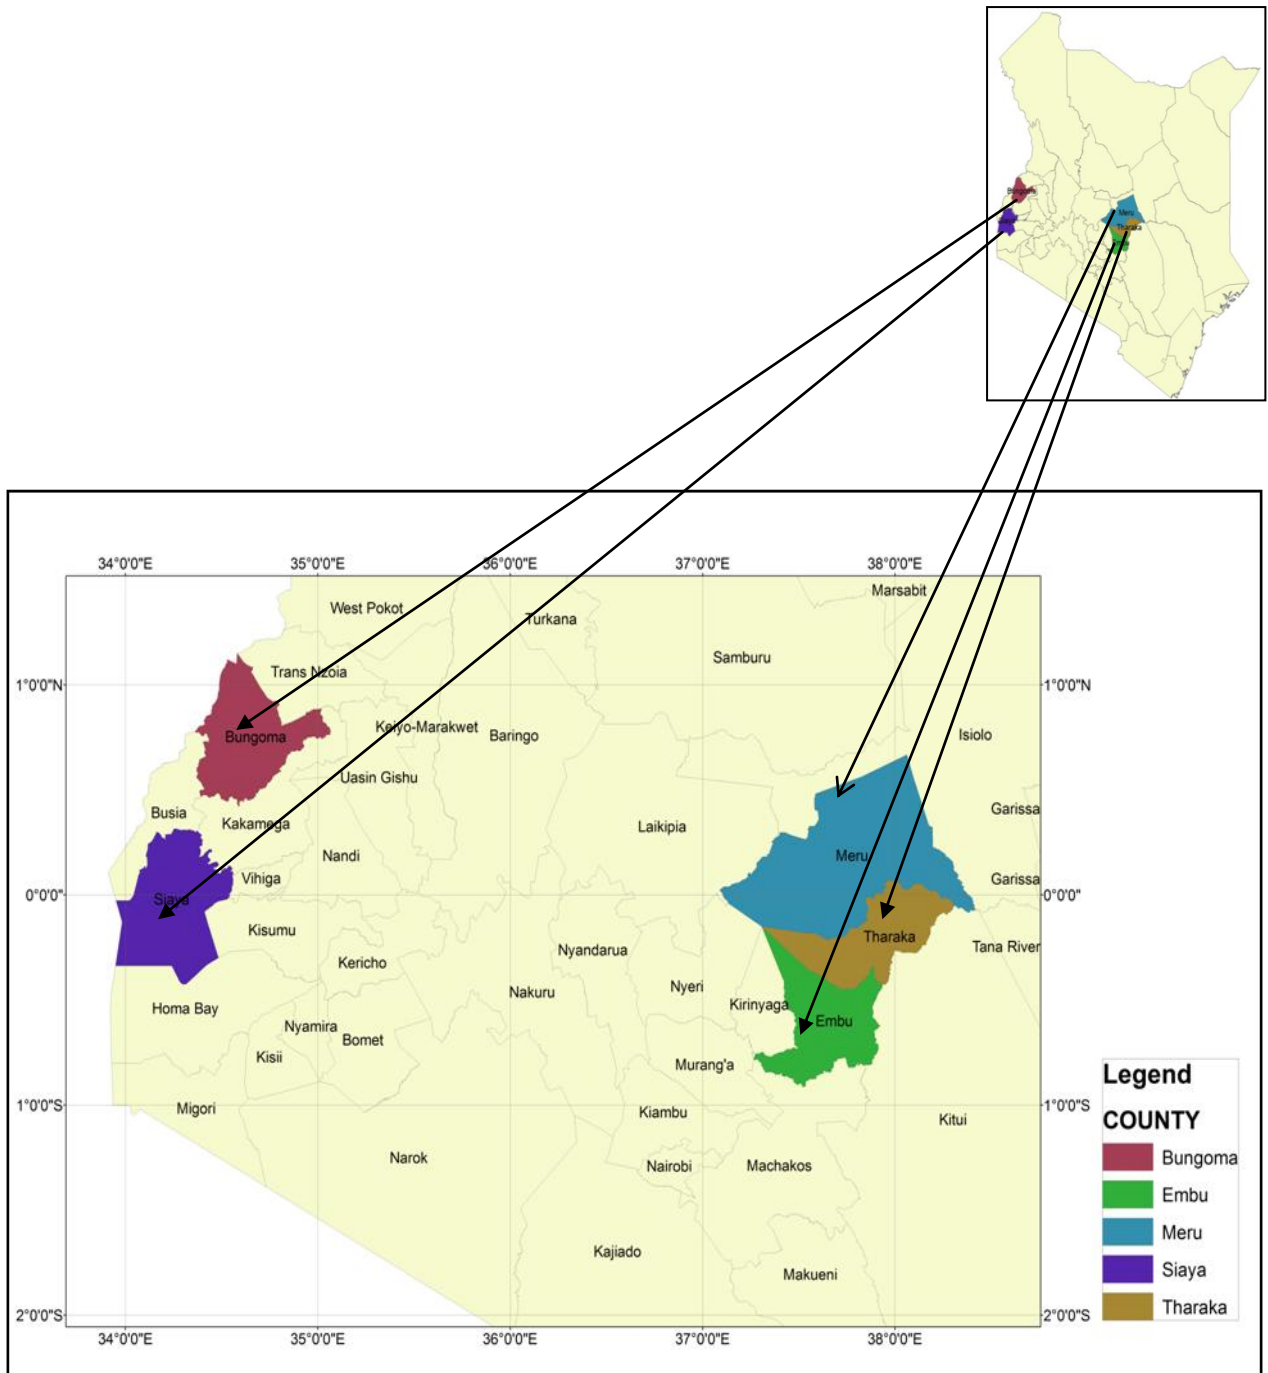 Bungoma
Meru
Tharaka
34°0'0"E 35°0'0"E 36°0'0"E 37°0'0"E 38°0'0"E
Marsabit
West Pokot
Turkana
Samburu
Trans Nzoia
1°0'0"N 1°0'0"N
Keiyo-Marakwet
Bungoma Baringo Isiolo
Uasin Gishu
Busia Garissa
Kakamega Laikipia
Nandi Meru
Vihiga Garissa
0°0'0" 0°0'0"
Siaya
Kisumu Tharaka
Nyandarua Tana River
Kericho
Nakuru Nyeri
Homa Bay Kirinyaga
Nyamira Embu
Bomet
Kisii Murang'a
Legend
1°0'0"S 1°0'0"S
Migori Kiambu Kitui
COUNTY
Narok Nairobi Machakos Bungoma
Embu
Meru
Kajiado
Makueni Siaya
Tharaka
2°0'0"S 2°0'0"S
34°0'0"E 35°0'0"E 36°0'0"E 37°0'0"E 38°0'0"E